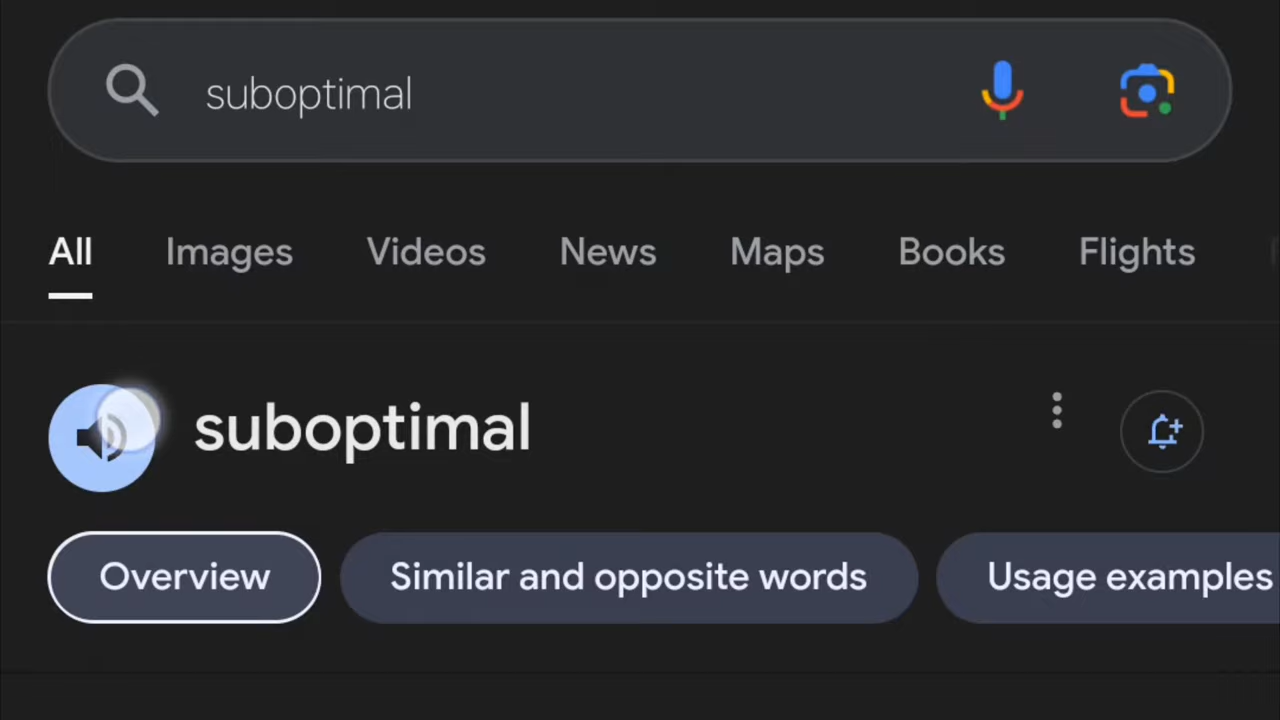 suboptimal
All Images Videos News Maps Books Flights
suboptimal
Overview Similar and opposite words Usage examples